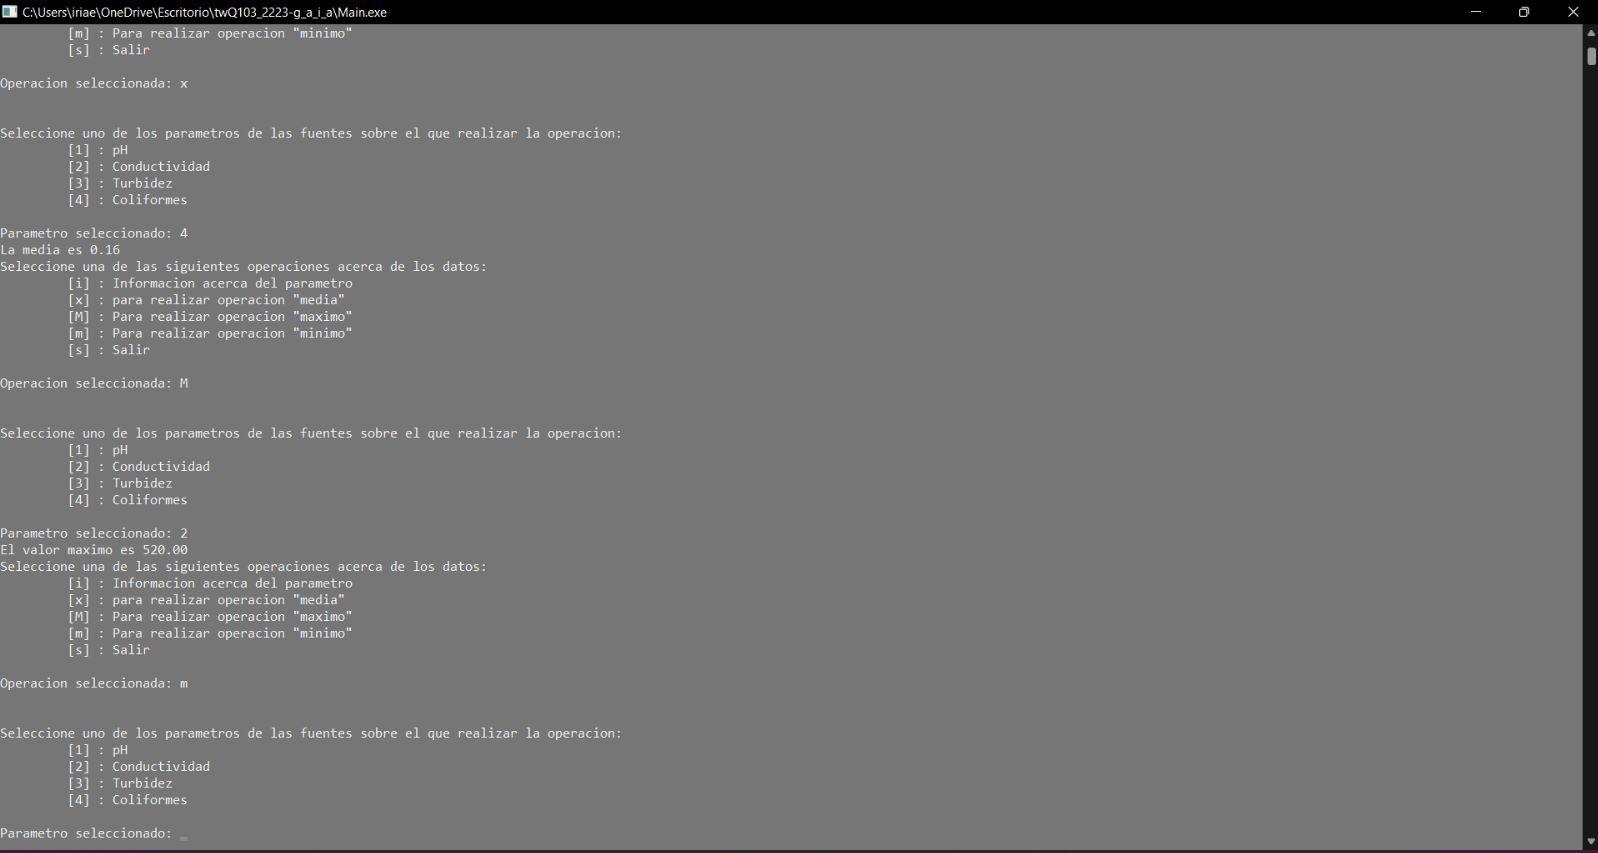 C:\Users\iriae\OneDrive\Escritorio\twQ103_2223-g_a_i_a\Main.exe
[m] : Para realizar operacion "minimo"
[s] : Salir
Operacion seleccionada: x
Seleccione uno de los parametros de las fuentes sobre el que realizar la operacion:
[1] : pH
[2] : Conductividad
[3] : Turbidez
[4] : Coliformes
Parametro seleccionado: 4
La media es 0.16
Seleccione una de las siguientes operaciones acerca de los datos:
[i] : Informacion acerca del parametro
[x] : para realizar operacion "media"
[M] : Para realizar operacion "maximo"
[m] : Para realizar operacion "minimo"
[s] : Salir
Operacion seleccionada: M
Seleccione uno de los parametros de las fuentes sobre el que realizar la operacion:
[1] : pH
[2] : Conductividad
[3] : Turbidez
[4] : Coliformes
Parametro seleccionado: 2
El valor maximo es 520.00
Seleccione una de las siguientes operaciones acerca de los datos:
[i] : Informacion acerca del parametro
[x] : para realizar operacion "media"
[M] : Para realizar operacion "maximo"
[m] : Para realizar operacion "minimo"
[s] : Salir
Operacion seleccionada: m
Seleccione uno de los parametros de las fuentes sobre el que realizar la operacion:
[1] : pH
[2] : Conductividad
[3] : Turbidez
[4] : Coliformes
Parametro seleccionado: _